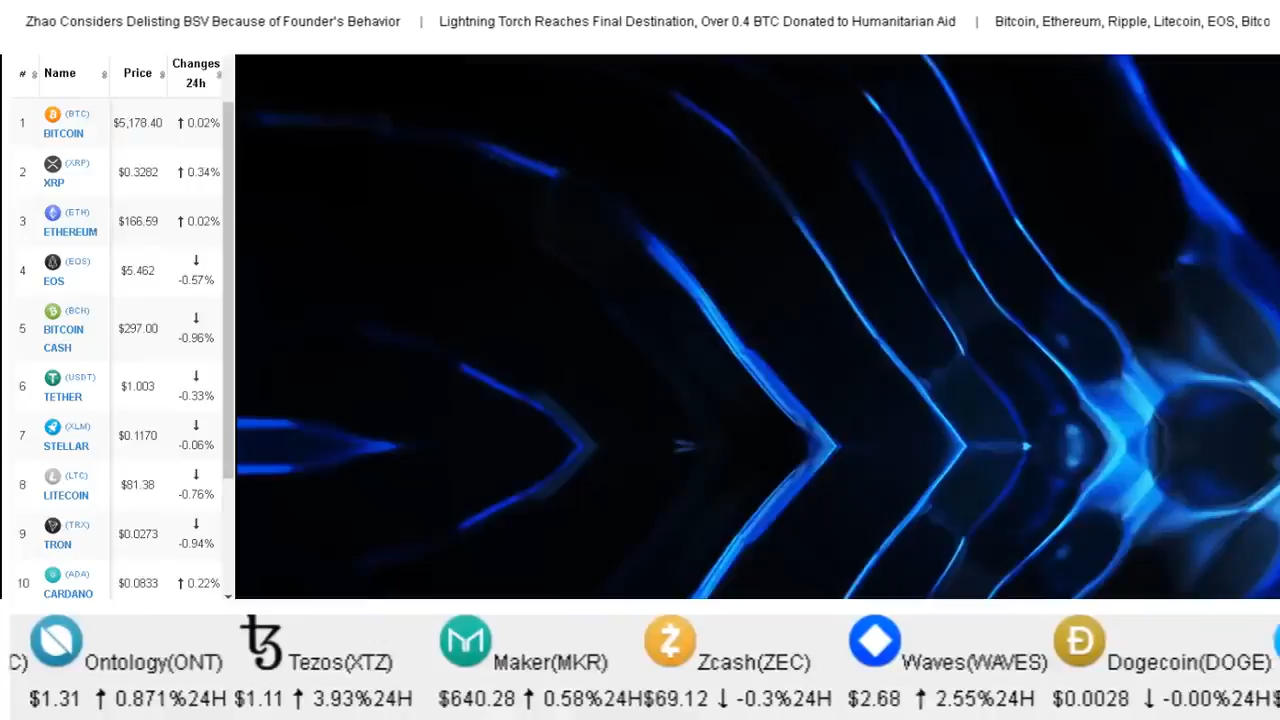 Zhao Considers Delisting BSV Because of Founder's Behavior | Lightning Torch Reaches Final Destination, Over 0.4 BTC Donated to Humanitarian Aid | Bitcoin, Ethereum, Ripple, Litecoin, EOS, Bitco
# Name Price Changes 24h
1 (BTC) BITCOIN $5,178.40 ↑ 0.02%
2 (XRP) XRP $0.3282 ↑ 0.34%
3 (ETH) ETHEREUM $166.59 ↑ 0.02%
4 (EOS) EOS $5.462 ↓ -0.57%
5 (BCH) BITCOIN CASH $297.00 ↓ -0.96%
6 (USDT) TETHER $1.003 ↓ -0.33%
7 (XLM) STELLAR $0.1170 ↓ -0.06%
8 (LTC) LITECOIN $81.38 ↓ -0.76%
9 (TRX) TRON $0.0273 ↓ -0.94%
10 (ADA) CARDANO $0.0833 ↑ 0.22%
C) Ontology(ONT) Tezos(XTZ) Maker(MKR) Zcash(ZEC) Waves(WAVES) Dogecoin(DOGE)
$1.31 ↑ 0.871%24H $1.11 ↑ 3.93%24H $640.28 ↑ 0.58%24H $69.12 ↓ -0.3%24H $2.68 ↑ 2.55%24H $0.0028 ↓ -0.00%24H